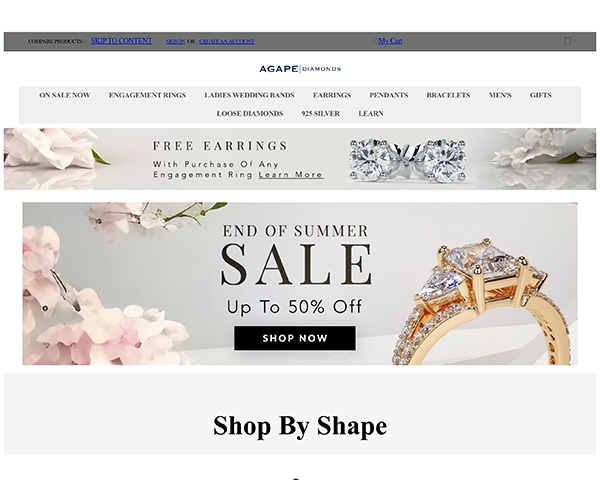 COMPARE PRODUCTS SKIP TO CONTENT SIGN IN OR CREATE AN ACCOUNT My Cart
AGAPE|DIAMONDS
ON SALE NOW ENGAGEMENT RINGS LADIES WEDDING BANDS EARRINGS PENDANTS BRACELETS MEN'S GIFTS
LOOSE DIAMONDS 925 SILVER LEARN
FREE EARRINGS
With Purchase Of Any
Engagement Ring Learn More
END OF SUMMER
SALE
Up To 50% Off
SHOP NOW
Shop By Shape